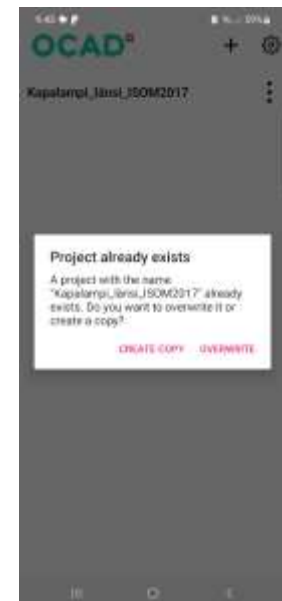 OCAD
Kapalampi_länsi_ISOM2017
Project already exists
A project with the name
"Kapalampi_länsi_ISOM2017" already
exists. Do you want to overwrite it or
create a copy?
CREATE COPY OVERWRITE